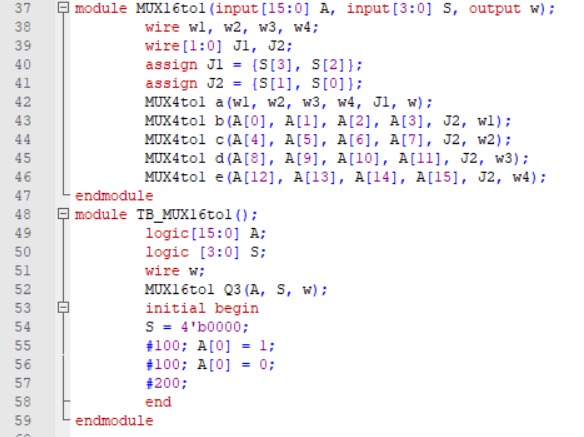 37 module MUX16to1(input[15:0] A, input[3:0] S, output w);
38 wire w1, w2, w3, w4;
39 wire[1:0] J1, J2;
40 assign J1 = {S[3], S[2]};
41 assign J2 = {S[1], S[0]};
42 MUX4to1 a(w1, w2, w3, w4, J1, w);
43 MUX4to1 b(A[0], A[1], A[2], A[3], J2, w1);
44 MUX4to1 c(A[4], A[5], A[6], A[7], J2, w2);
45 MUX4to1 d(A[8], A[9], A[10], A[11], J2, w3);
46 MUX4to1 e(A[12], A[13], A[14], A[15], J2, w4);
47 endmodule
48 module TB_MUX16to1();
49 logic[15:0] A;
50 logic [3:0] S;
51 wire w;
52 MUX16to1 Q3(A, S, w);
53 initial begin
54 S = 4'b0000;
55 #100; A[0] = 1;
56 #100; A[0] = 0;
57 #200;
58 end
59 endmodule